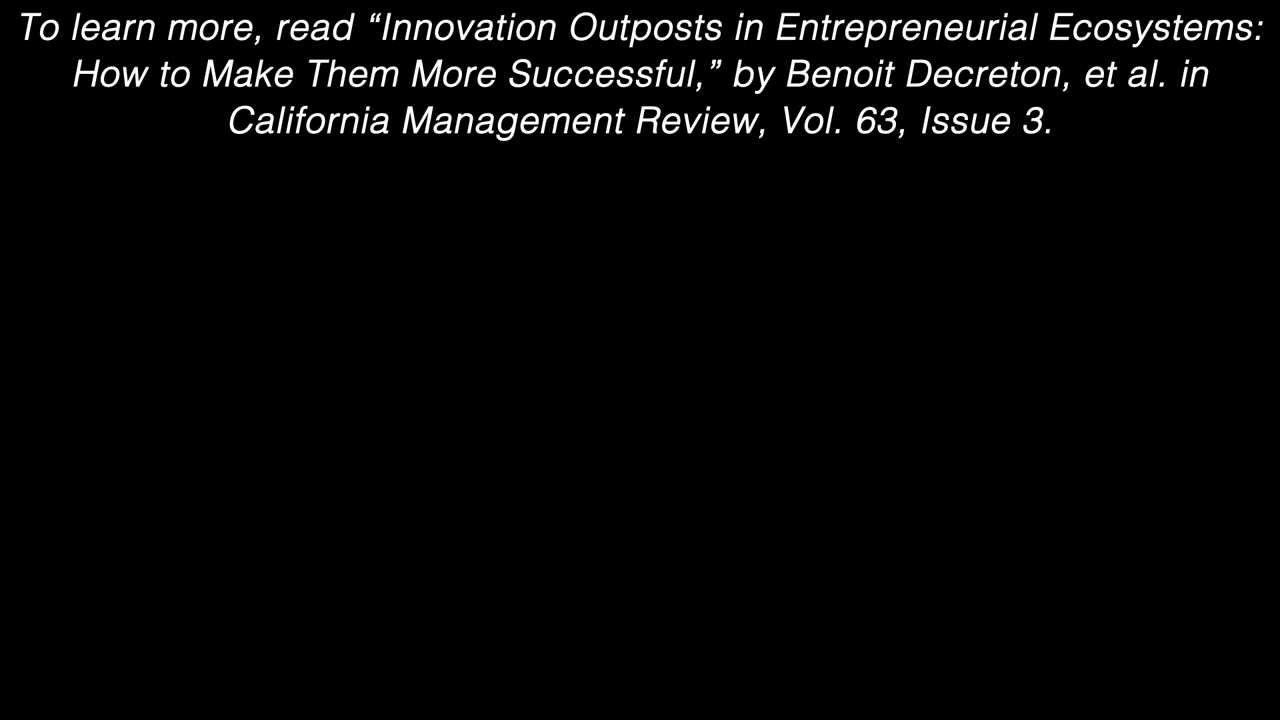 To learn more, read “Innovation Outposts in Entrepreneurial Ecosystems:
How to Make Them More Successful,” by Benoit Decreton, et al. in
California Management Review, Vol. 63, Issue 3.